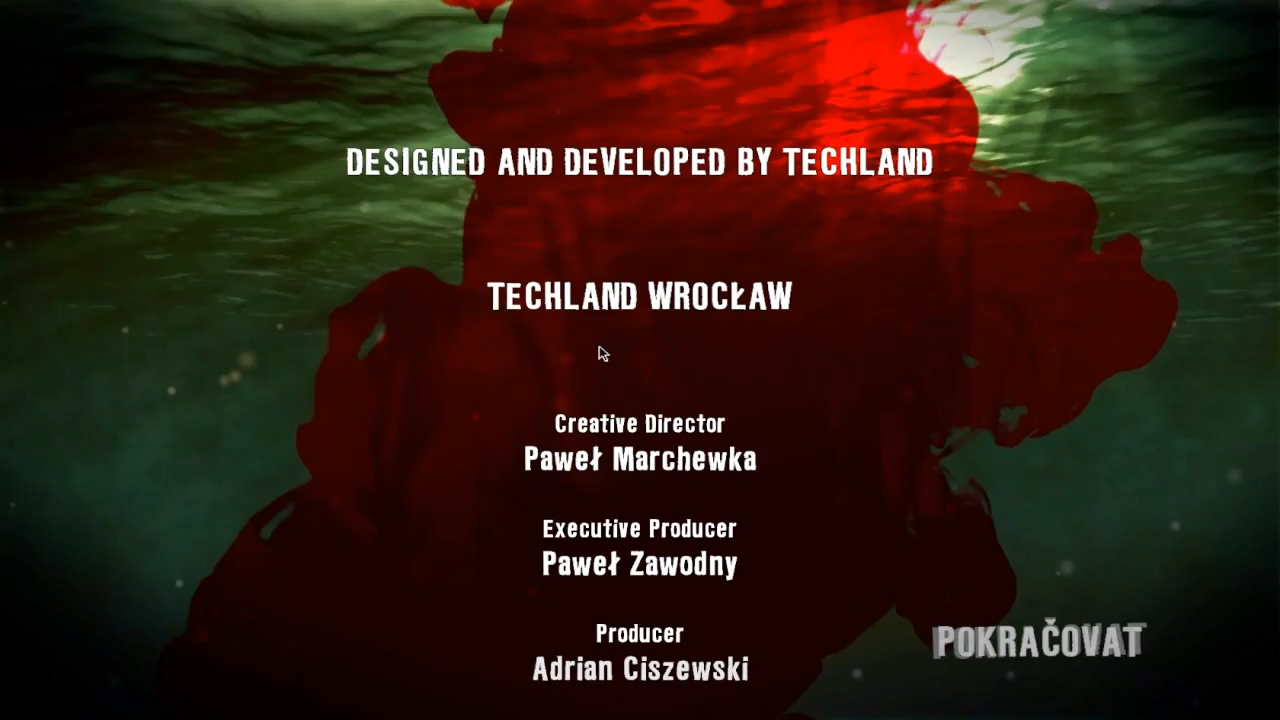 DESIGNED AND DEVELOPED BY TECHLAND
TECHLAND WROCŁAW
Creative Director
Paweł Marchewka
Executive Producer
Paweł Zawodny
Producer
Adrian Ciszewski
POKRAČOVAT